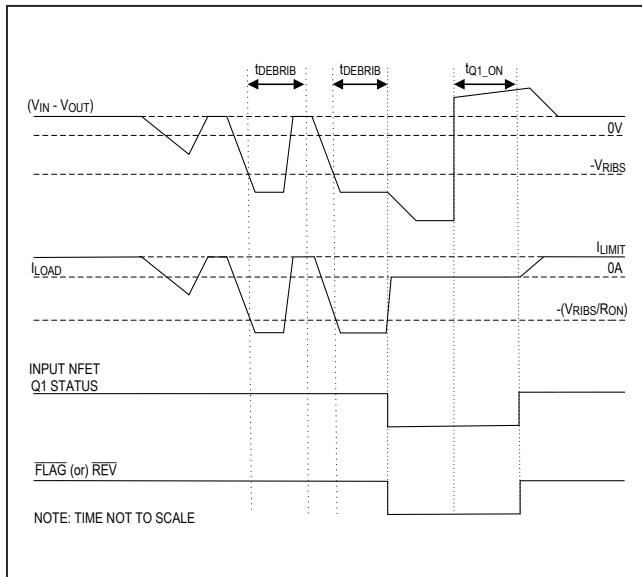 tDEBRIB
tDEBRIB
tQ1_ON
(VIN - VOUT)
0V
-VRIBS
ILIMIT
ILOAD
0A
-(VRIBS/RON)
INPUT NFET
Q1 STATUS
FLAG (or) REV
NOTE: TIME NOT TO SCALE